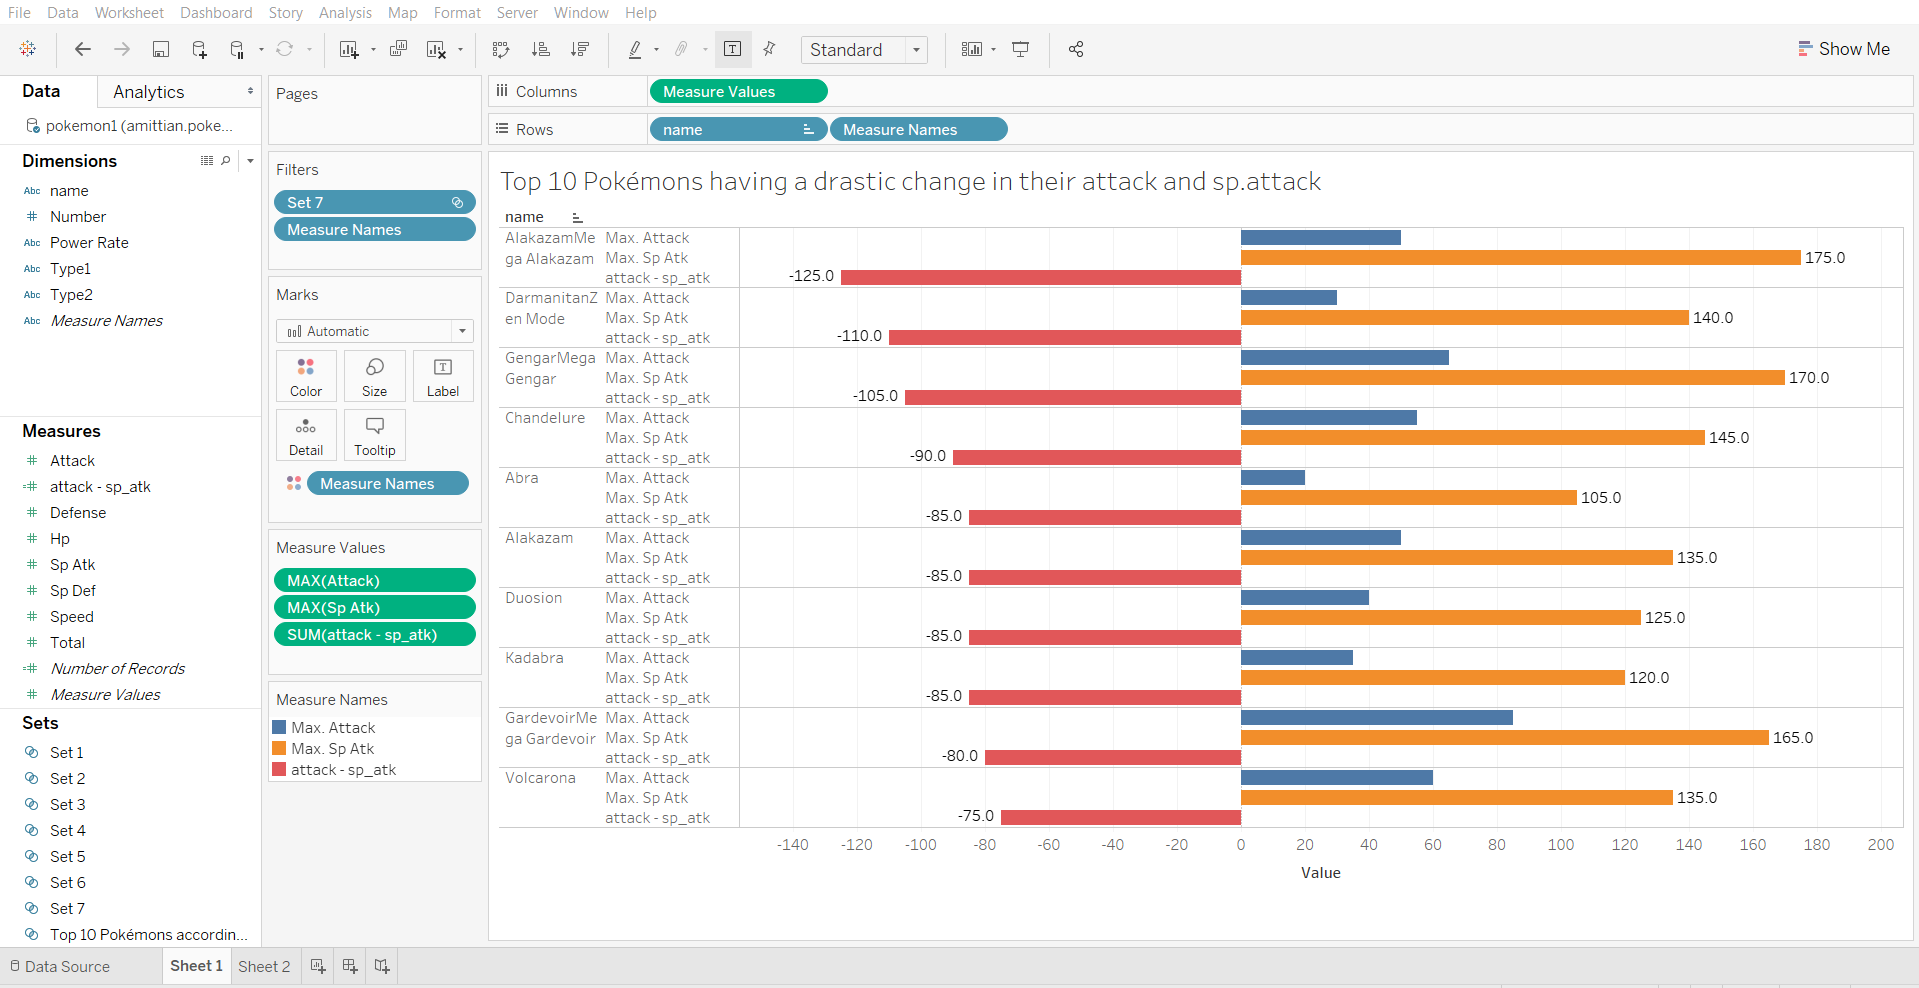 File Data Worksheet Dashboard Story Analysis Map Format Server Window Help
Standard
Show Me
Data Analytics
pokemon1 (amittian.poke...
Dimensions
Abc name
# Number
Abc Power Rate
Abc Type1
Abc Type2
Abc Measure Names
Measures
# Attack
=# attack - sp_atk
# Defense
# Hp
# Sp Atk
# Sp Def
# Speed
# Total
=# Number of Records
# Measure Values
Sets
Set 1
Set 2
Set 3
Set 4
Set 5
Set 6
Set 7
Top 10 Pokémons accordin...
Pages
Filters
Set 7
Measure Names
Marks
Automatic
Color Size Label
Detail Tooltip
Measure Names
Measure Values
MAX(Attack)
MAX(Sp Atk)
SUM(attack - sp_atk)
Measure Names
Max. Attack
Max. Sp Atk
attack - sp_atk
Columns Measure Values
Rows name Measure Names
Top 10 Pokémons having a drastic change in their attack and sp.attack
name
AlakazamMe Max. Attack
ga Alakazam Max. Sp Atk 175.0
attack - sp_atk -125.0
DarmanitanZ Max. Attack
en Mode Max. Sp Atk 140.0
attack - sp_atk -110.0
GengarMega Max. Attack
Gengar Max. Sp Atk 170.0
attack - sp_atk -105.0
Chandelure Max. Attack
Max. Sp Atk 145.0
attack - sp_atk -90.0
Abra Max. Attack
Max. Sp Atk 105.0
attack - sp_atk -85.0
Alakazam Max. Attack
Max. Sp Atk 135.0
attack - sp_atk -85.0
Duosion Max. Attack
Max. Sp Atk 125.0
attack - sp_atk -85.0
Kadabra Max. Attack
Max. Sp Atk 120.0
attack - sp_atk -85.0
GardevoirMe Max. Attack
ga Gardevoir Max. Sp Atk 165.0
attack - sp_atk -80.0
Volcarona Max. Attack
Max. Sp Atk 135.0
attack - sp_atk -75.0
-140 -120 -100 -80 -60 -40 -20 0 20 40 60 80 100 120 140 160 180 200
Value
Data Source Sheet 1 Sheet 2